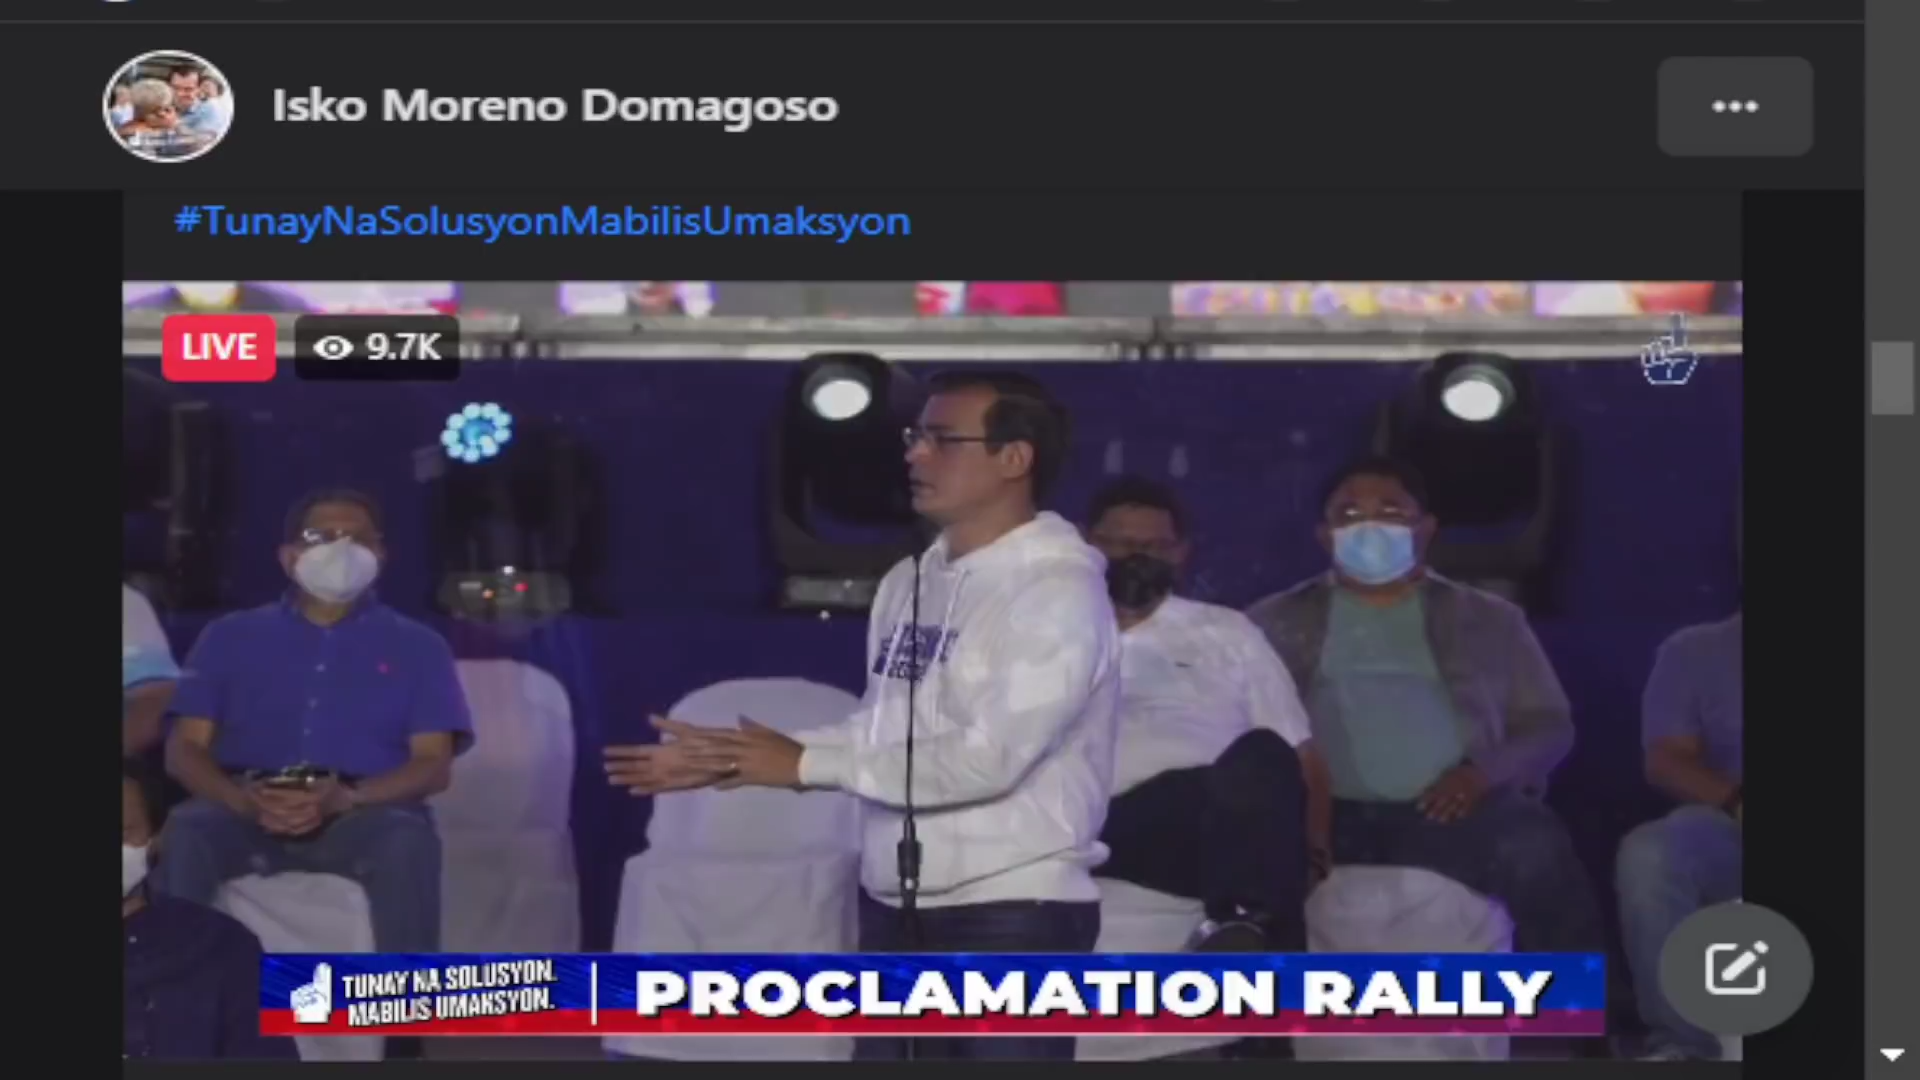 Isko Moreno Domagoso
#TunayNaSolusyonMabilisUmaksyon
LIVE 9.7K
TUNAY NA SOLUSYON.
MABILIS UMAKSYON.
PROCLAMATION RALLY